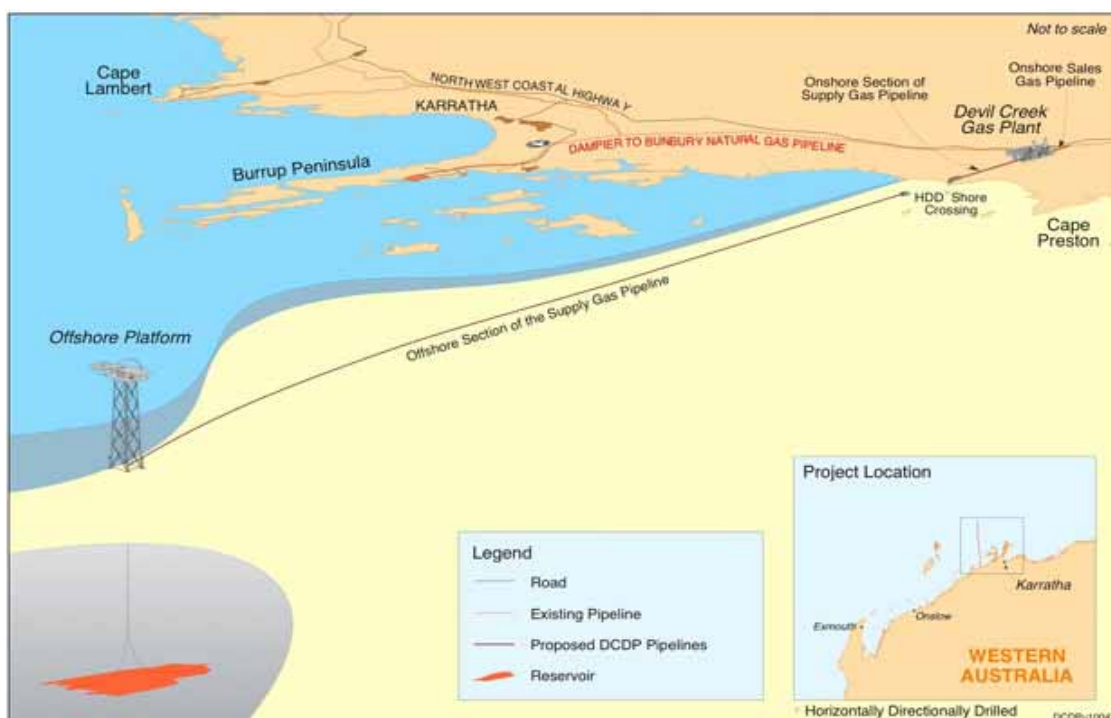 Not to scale
Cape
Lambert
NORTH WEST COASTAL HIGHWAY
Onshore Section of
Supply Gas Pipeline
Onshore Sales
Gas
Pipeline
KARRATHA
Devil Creek
Gas Plant
DAMPIER TO BUNBURY NATURAL GAS PIPELINE
Burrup Peninsula
HDD* Shore
Crossing
Cape
Preston
Offshore Section of the Supply Gas Pipeline
Offshore Platform
Project Location
Karratha
Onslow
Exmouth
WESTERN
AUSTRALIA
Legend
Road
Existing Pipeline
Proposed DCDP Pipelines
Reservoir
* Horizontally Directionally Drilled